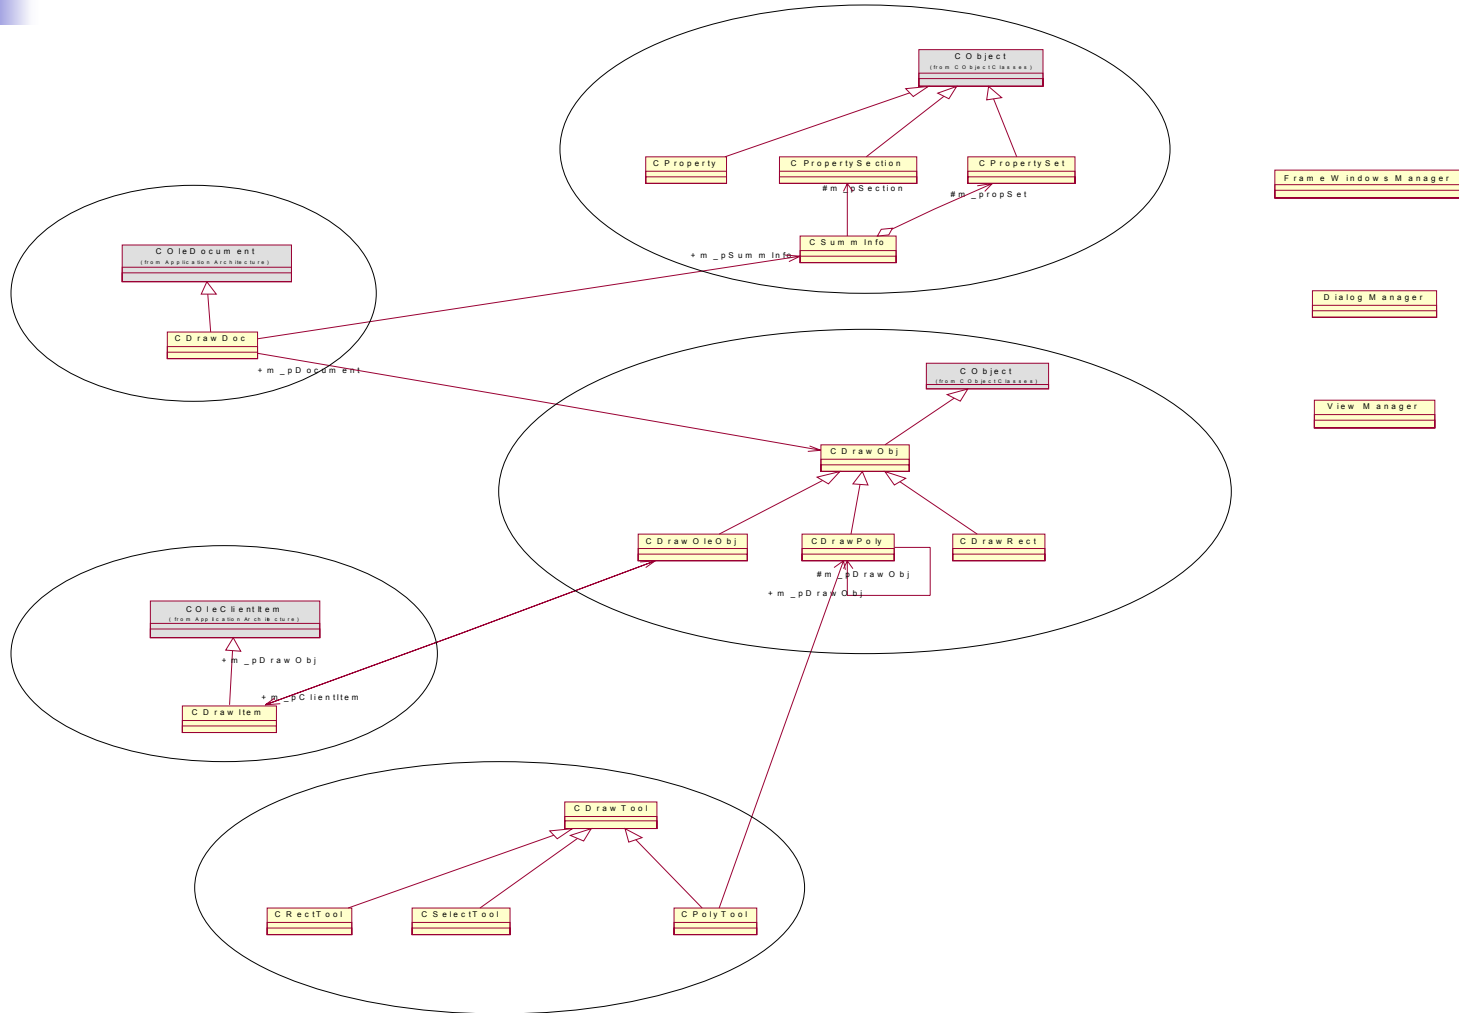 CObject
(from CObjectClasses)
CProperty
CPropertySection
CPropertySet
#m_pSection
#m_propSet
FrameWindowsManager
CSummInfo
+m_pSummInfo
COleDocument
(from Application Architecture)
Dialog Manager
CDrawDoc
+m_pDocument
CObject
(from CObjectClasses)
View Manager
CDrawObj
CDrawOleObj
CDrawPoly
CDrawRect
#m_pDrawObj
+m_pDrawObj
COleClientItem
(from Application Architecture)
+m_pDrawObj
+m_pClientItem
CDrawItem
CDrawTool
CRectTool
CSelectTool
CPolyTool